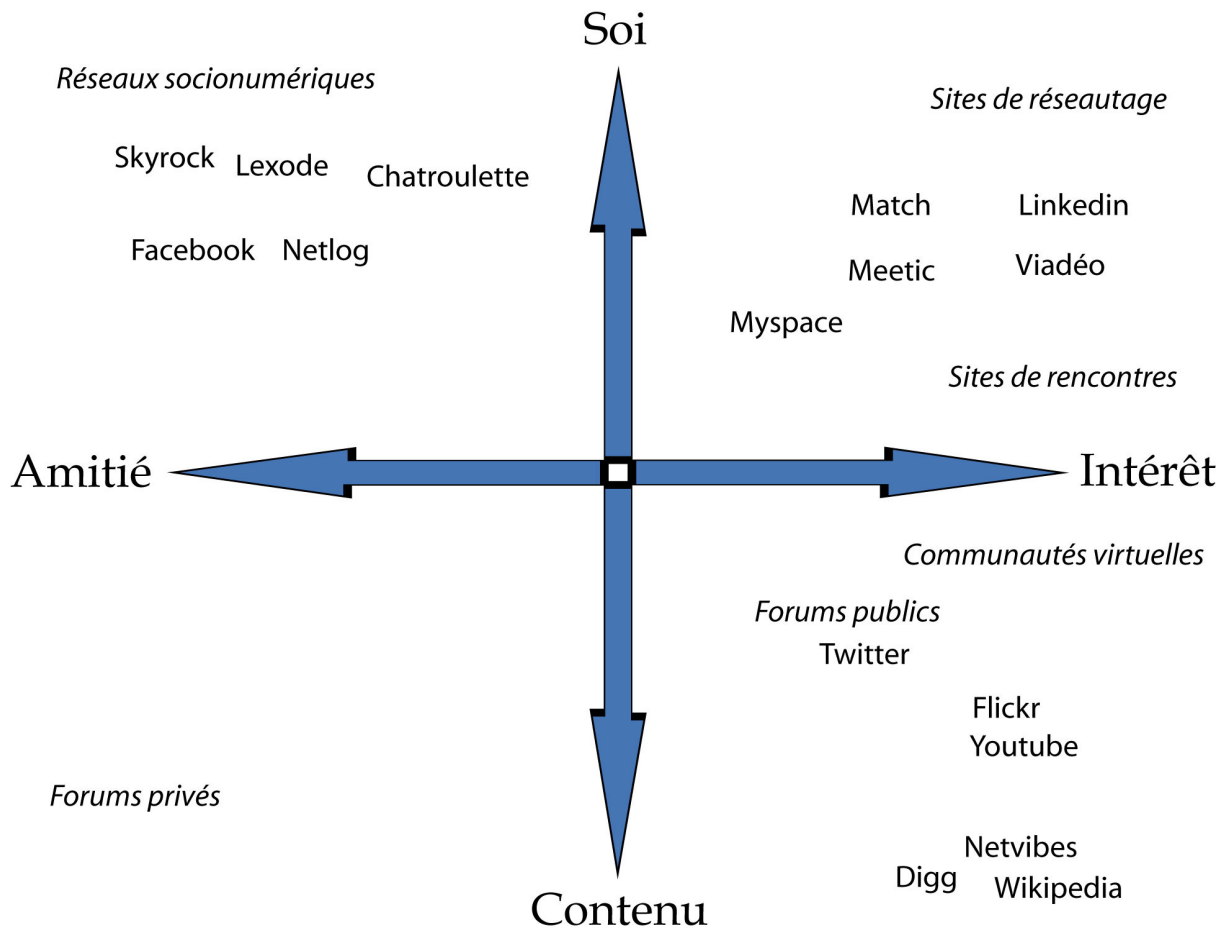 Soi
Réseaux socionumériques
Sites de réseautage
Skyrock
Lexode
Chatroulette
Match
Linkedin
Facebook
Netlog
Meetic
Viadéo
Myspace
Sites de rencontres
Amitié
Intérêt
Communautés virtuelles
Forums publics
Twitter
Flickr
Youtube
Forums privés
Netvibes
Digg
Wikipedia
Contenu